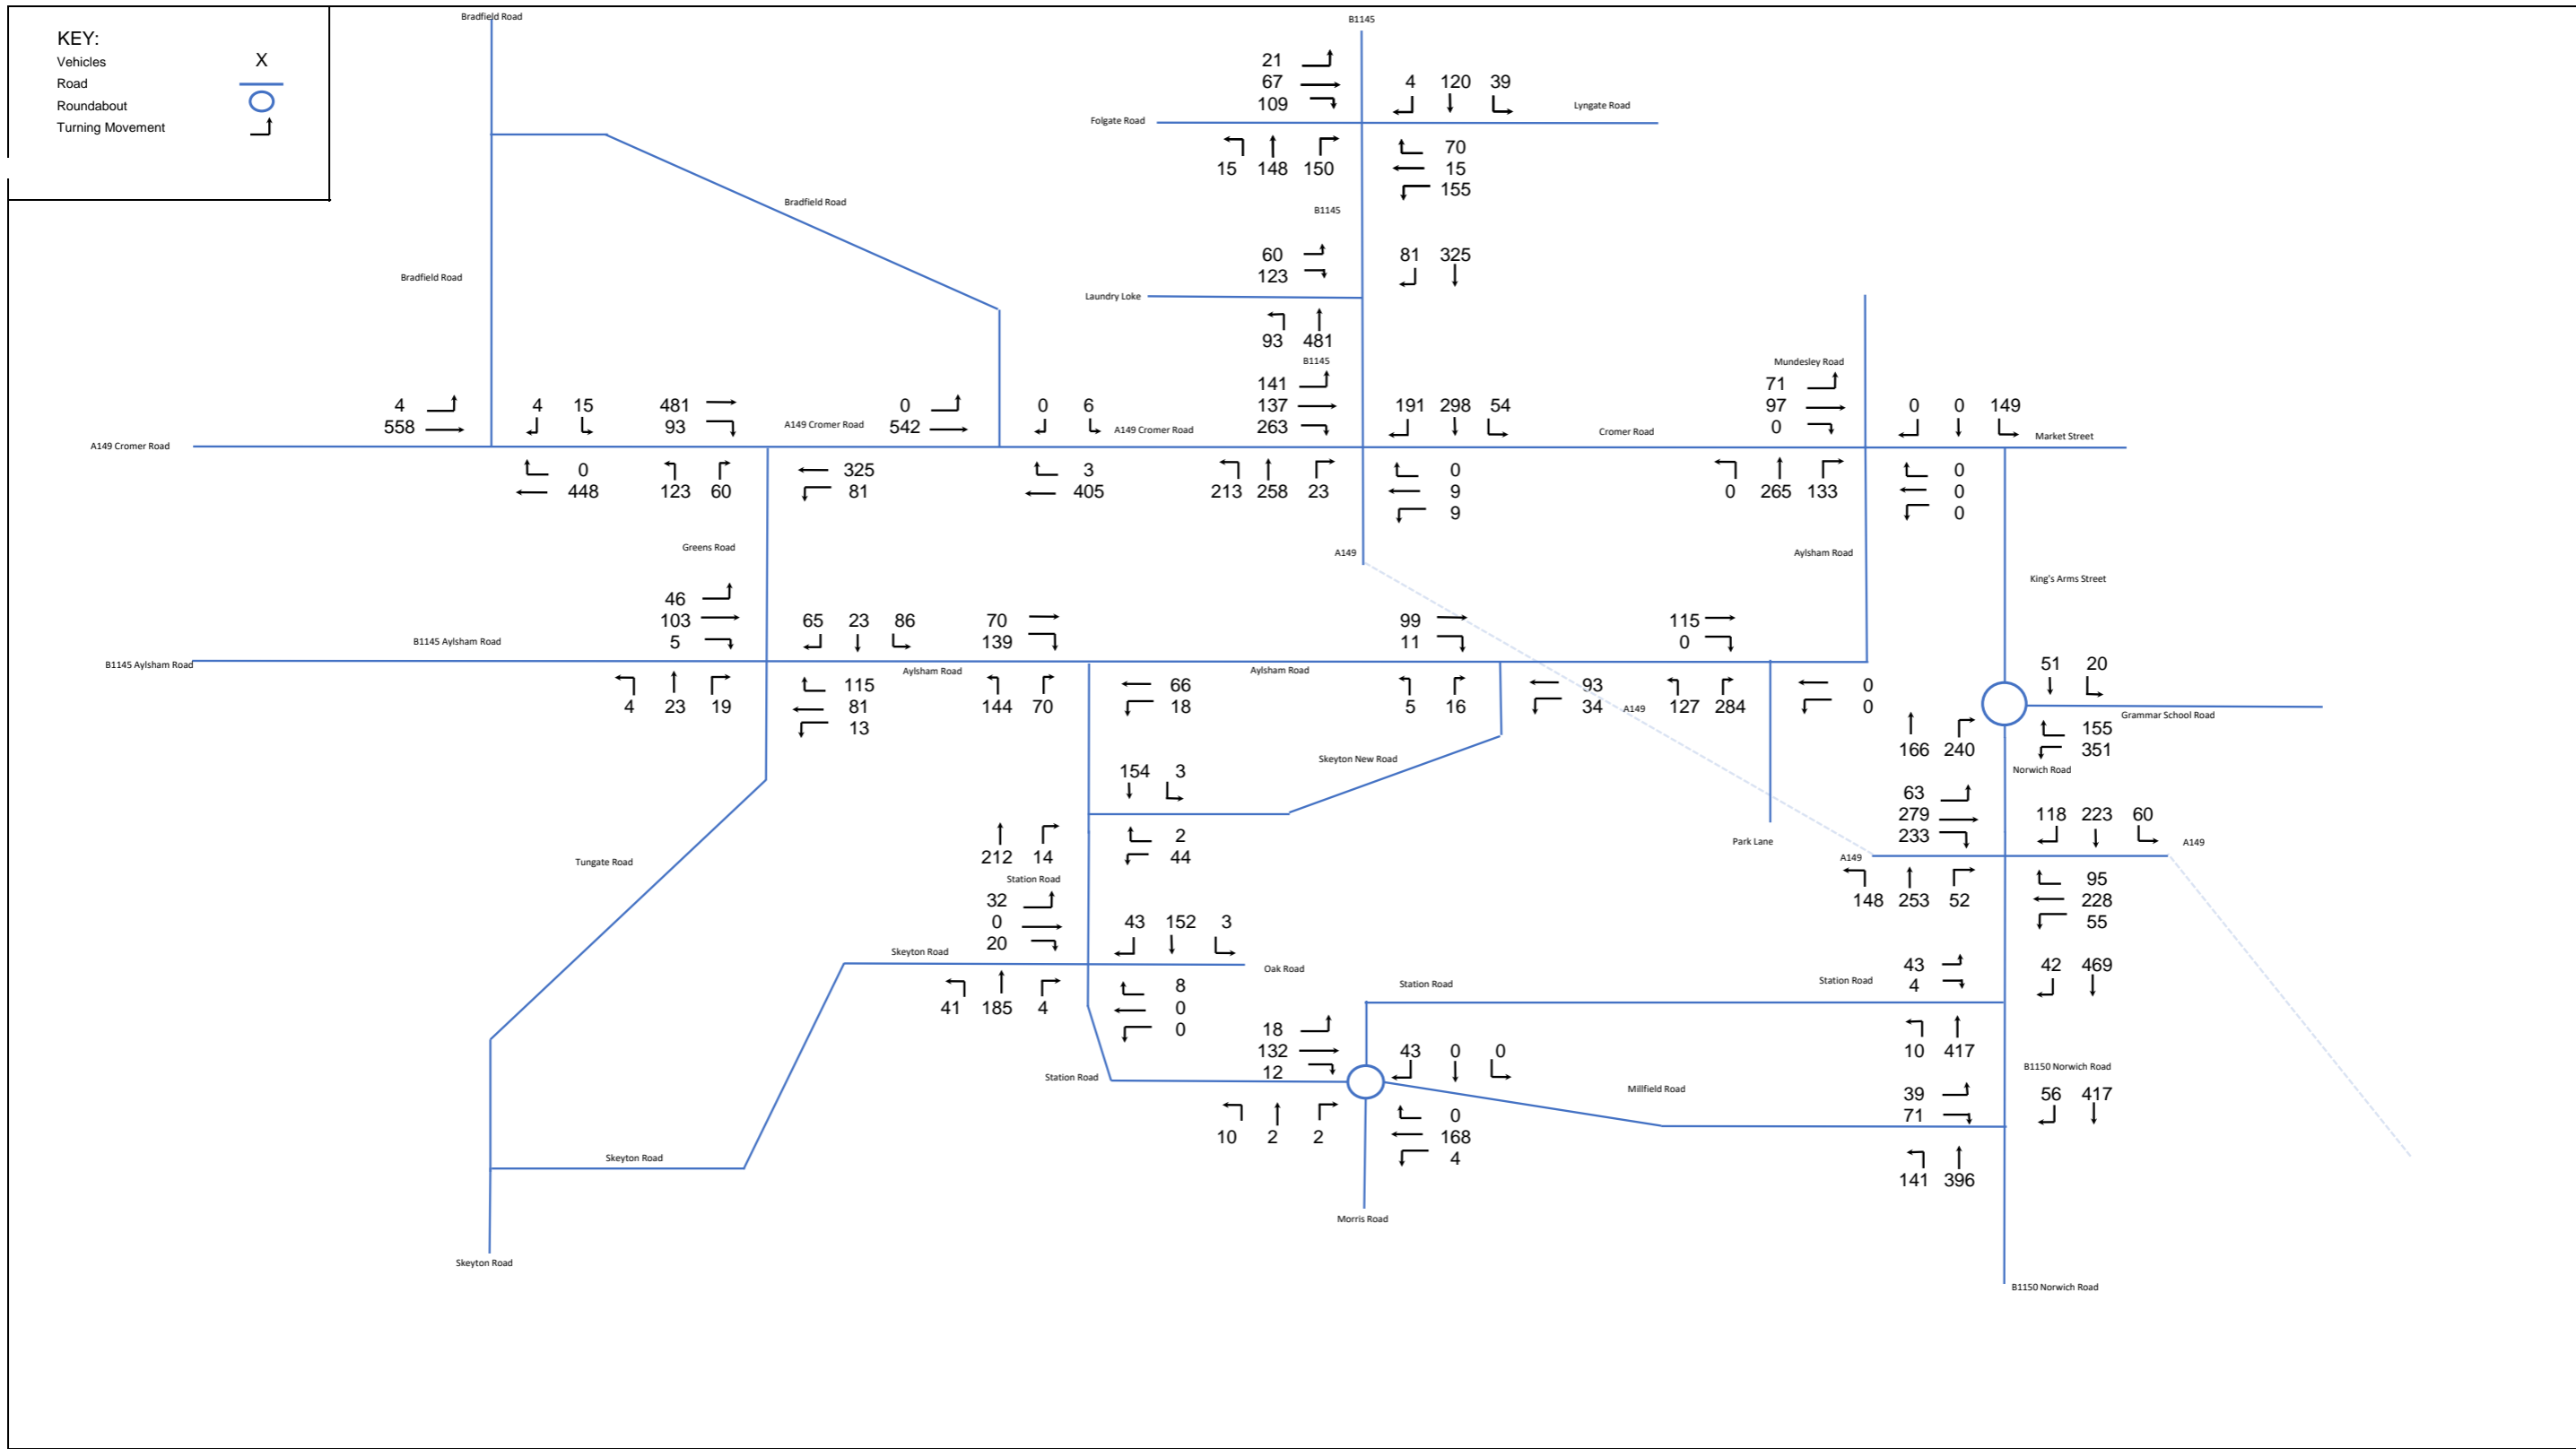 Bradfield Road
B1145
KEY:
Vehicles X
Road
Roundabout
Turning Movement
21
67
109
4 120 39
Folgate Road
Lyngate Road
15 148 150
70
15
155
Bradfield Road
B1145
Bradfield Road
60
123
81 325
Laundry Loke
93 481
B1145
Mundesley Road
4
558
4 15
481
93
A149 Cromer Road
0
542
0 6
A149 Cromer Road
141
137
263
191 298 54
Cromer Road
71
97
0
0 0 149
Market Street
A149 Cromer Road
0
448
123 60
325
81
3
405
213 258 23
0
9
9
0 265 133
0
0
0
Greens Road
A149
Aylsham Road
King's Arms Street
46
103
5
65 23 86
70
139
99
11
115
0
B1145 Aylsham Road
B1145 Aylsham Road
Aylsham Road
Aylsham Road
4 23 19
115
81
13
144 70
66
18
5 16
93
34
A149
127 284
0
0
51 20
Grammar School Road
166 240
155
351
Norwich Road
Skeyton New Road
154 3
212 14
2
44
Park Lane
Tungate Road
Station Road
63
279
233
118 223 60
A149
A149
148 253 52
95
228
55
32
0
20
43 152 3
Skeyton Road
Oak Road
41 185 4
8
0
0
Station Road
Station Road
43
4
42 469
10 417
B1150 Norwich Road
18
132
12
43 0 0
Station Road
Millfield Road
39
71
56 417
10 2 2
0
168
4
141 396
Skeyton Road
Morris Road
Skeyton Road
B1150 Norwich Road